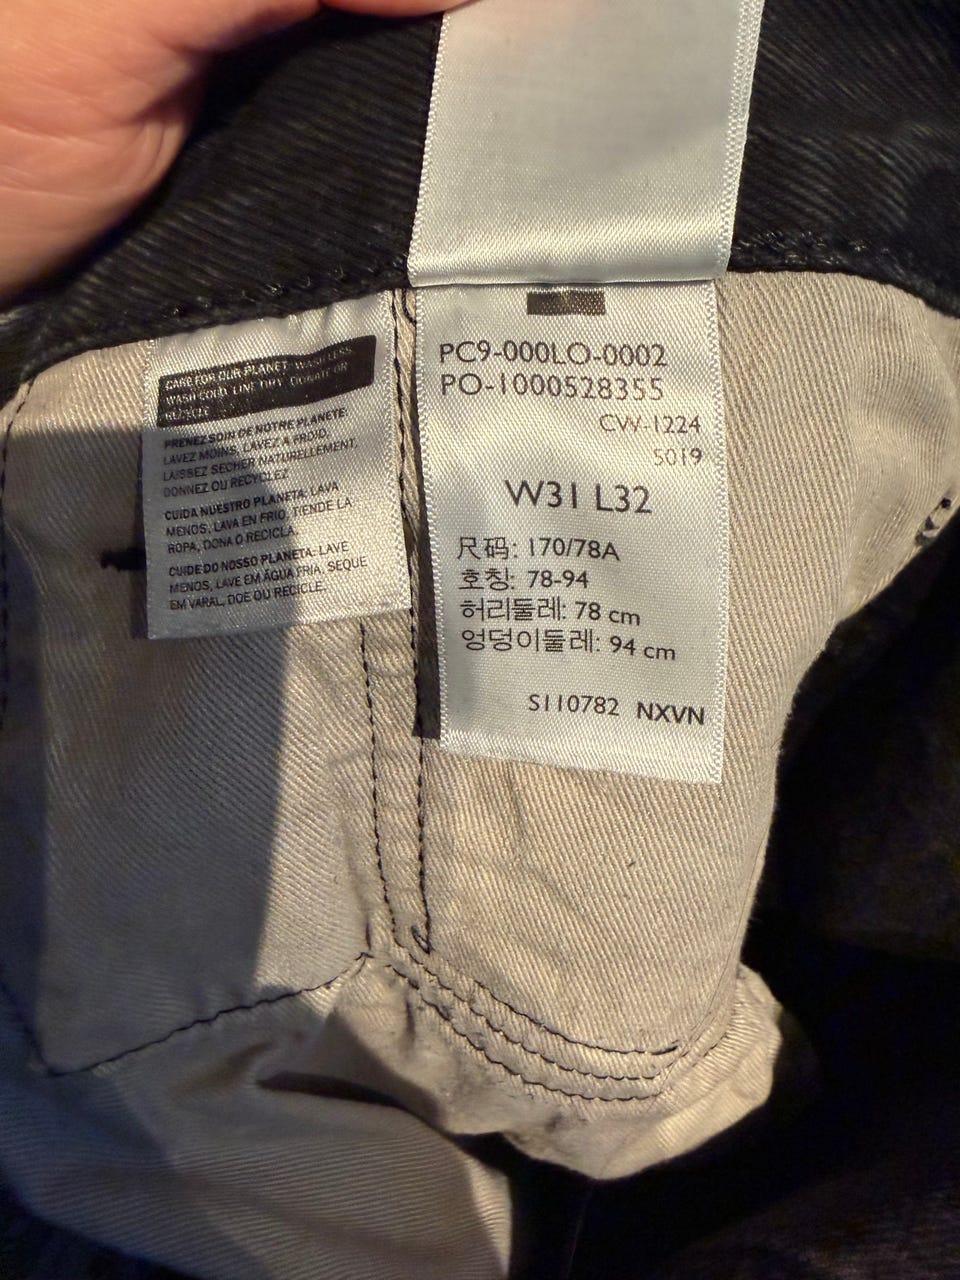 CARE FOR OUR PLANET: WASH LESS,
WASH COLD, LINE DRY, DONATE OR
RECYCLE
PRENEZ SOIN DE NOTRE PLANÈTE:
LAVEZ MOINS, LAVEZ À FROID,
LAISSEZ SÉCHER NATURELLEMENT,
DONNEZ OU RECYCLEZ
CUIDA NUESTRO PLANETA: LAVA
MENOS, LAVA EN FRIO, TIENDE LA
ROPA, DONA O RECICLA.
CUIDE DO NOSSO PLANETA: LAVE
MENOS, LAVE EM ÁGUA FRIA, SEQUE
EM VARAL, DOE OU RECICLE.
PC9-000LO-0002
PO-1000528355
CW-1224
5019
W31 L32
尺码: 170/78A
호칭: 78-94
허리둘레: 78 cm
엉덩이둘레: 94 cm
S110782 NXVN